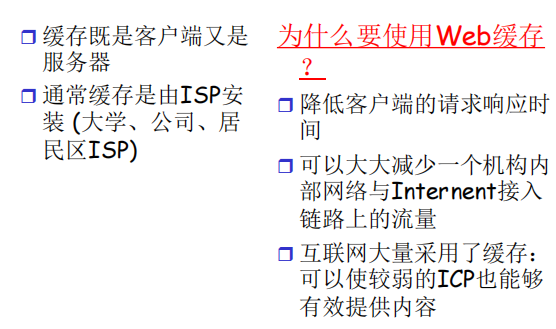 缓存既是客户端又是
服务器
通常缓存是由ISP安
装 (大学、公司、居
民区ISP)
为什么要使用Web缓存
？
降低客户端的请求响应时
间
可以大大减少一个机构内
部网络与Internent接入
链路上的流量
互联网大量采用了缓存：
可以使较弱的ICP也能够
有效提供内容